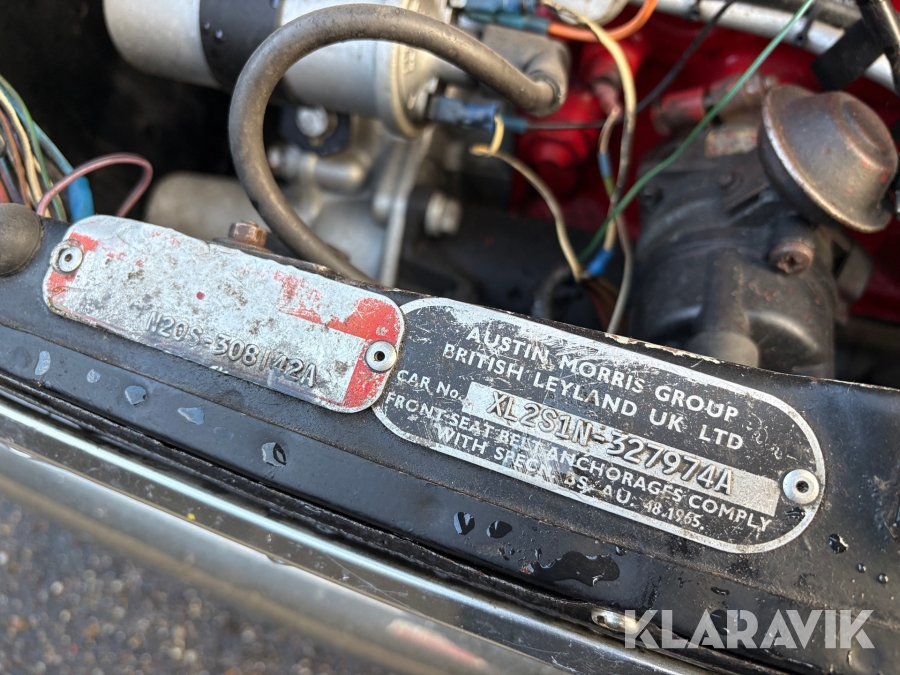 N20S-308142A
AUSTIN MORRIS GROUP
BRITISH LEYLAND UK LTD
CAR No. XL2S1N-327974A
FRONT SEAT BELT ANCHORAGES COMPLY
WITH SPECN. BS/AU 48.1965.
KLARAVIK